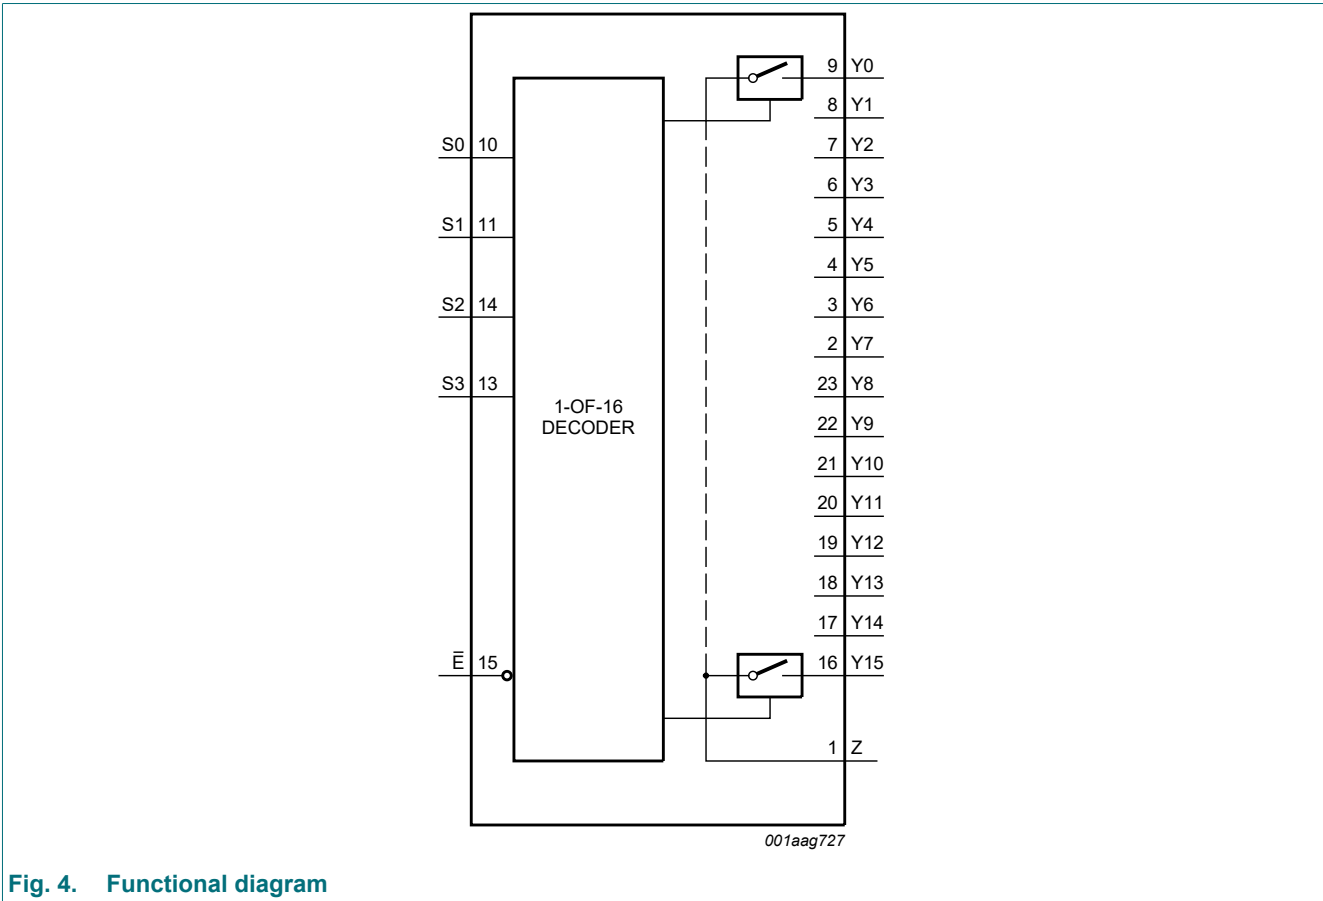 9 Y0
8 Y1
S0 10
7 Y2
6 Y3
S1 11
5 Y4
4 Y5
S2 14
3 Y6
2 Y7
S3 13
23 Y8
1-OF-16
DECODER
22 Y9
21 Y10
20 Y11
19 Y12
18 Y13
17 Y14
E̅ 15
16 Y15
1 Z
001aag727
Fig. 4. Functional diagram